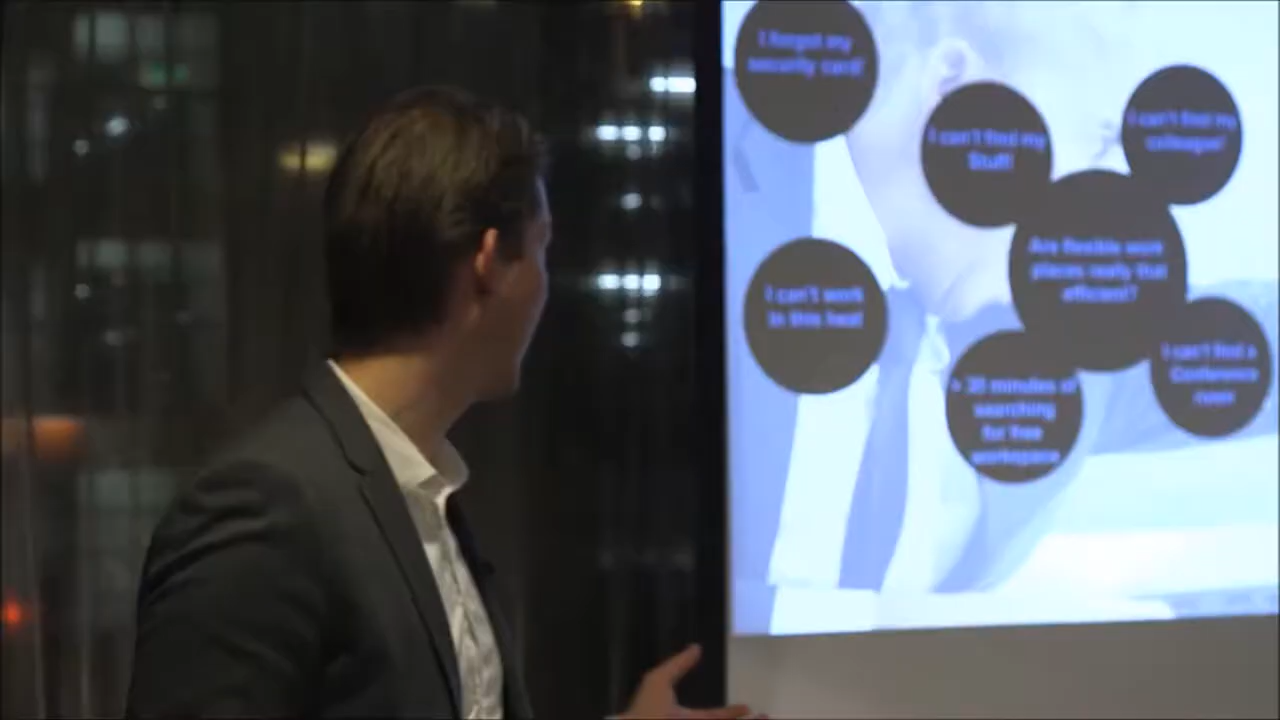 I forgot my
security card!
I can't find my
Stuff!
I can't find my
colleague!
Are flexible work
places really that
efficient?
I can't work
in this heat
I can't find a
Conference
room
> 30 minutes of
searching
for free
workspace